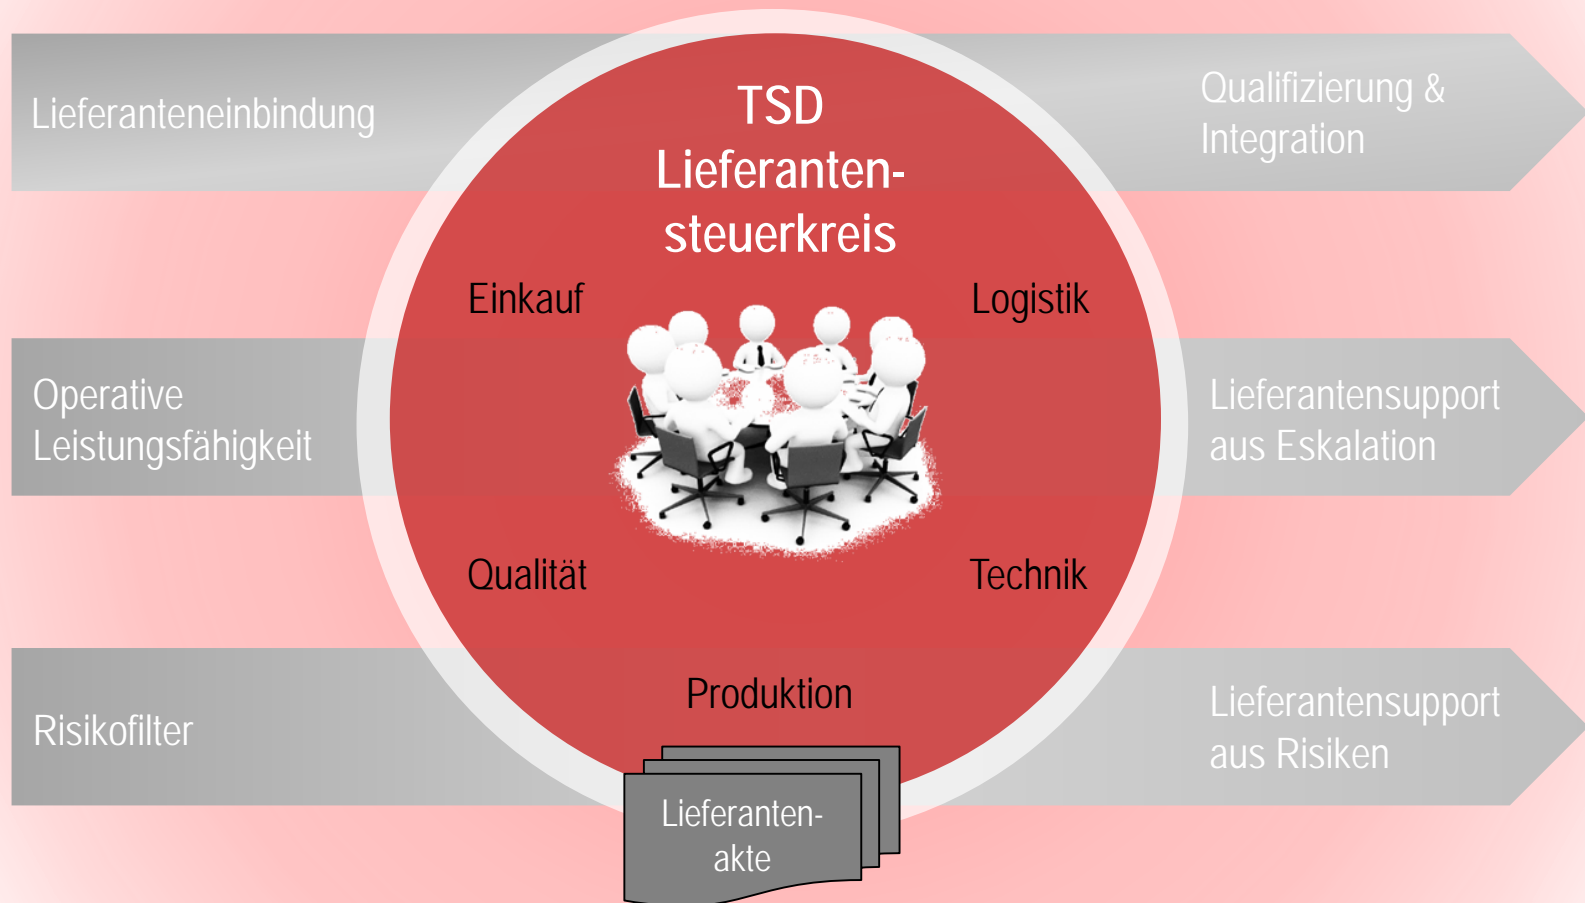 Lieferanteneinbindung
TSD
Lieferanten-
steuerkreis
Qualifizierung &
Integration
Einkauf
Logistik
Operative
Leistungsfähigkeit
Lieferantensupport
aus Eskalation
Qualität
Technik
Produktion
Risikofilter
Lieferantensupport
aus Risiken
Lieferanten-
akte